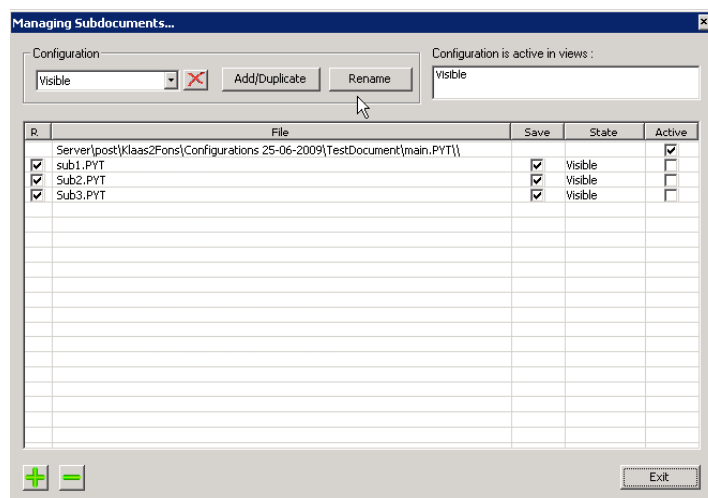 Managing Subdocuments...
Configuration
Visible
Add/Duplicate
Rename
Configuration is active in views :
Visible
R File Save State Active
Server\post\Klaas2Fons\Configurations 25-06-2009\TestDocument\main.PYT\\
sub1.PYT Visible
Sub2.PYT Visible
Sub3.PYT Visible
Exit